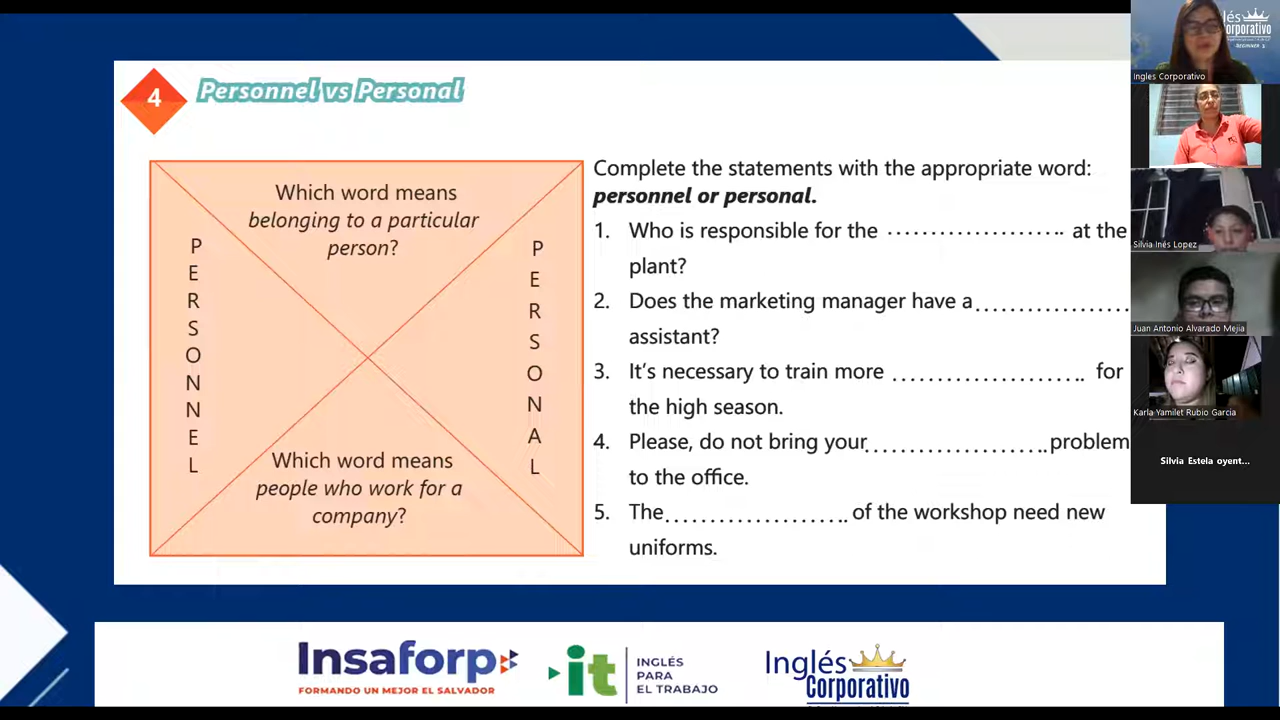 4
Personnel vs Personal
Which word means
belonging to a particular
person?
PERSONNEL
PERSONAL
Which word means
people who work for a
company?
Complete the statements with the appropriate word:
personnel or personal.
1. Who is responsible for the ...................... at the
plant?
2. Does the marketing manager have a..................
assistant?
3. It's necessary to train more ........................ for
the high season.
4. Please, do not bring your.......................problem
to the office.
5. The....................... of the workshop need new
uniforms.
Insaforp
FORMANDO UN MEJOR EL SALVADOR
it
INGLÉS
PARA
EL TRABAJO
Inglés
Corporativo
lés
orporativo
BEGINNER
Ingles Corporativo
Silvia Inés Lopez
Juan Antonio Alvarado Mejia
Karla Yamilet Rubio Garcia
Silvia Estela oyent...